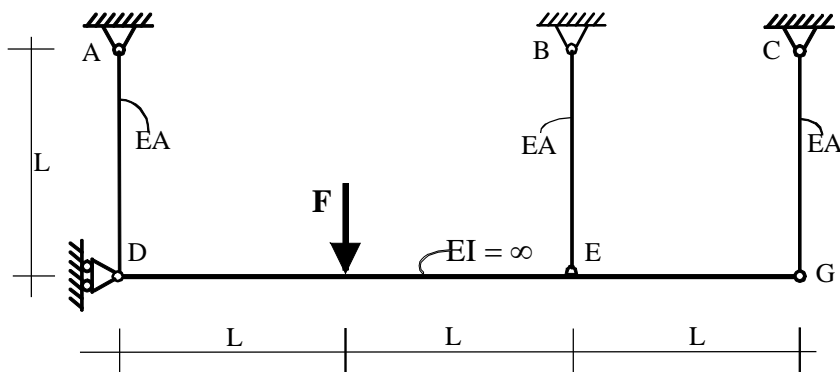 A B C
EA EA EA
L
F
D EI = ∞ E G
L L L